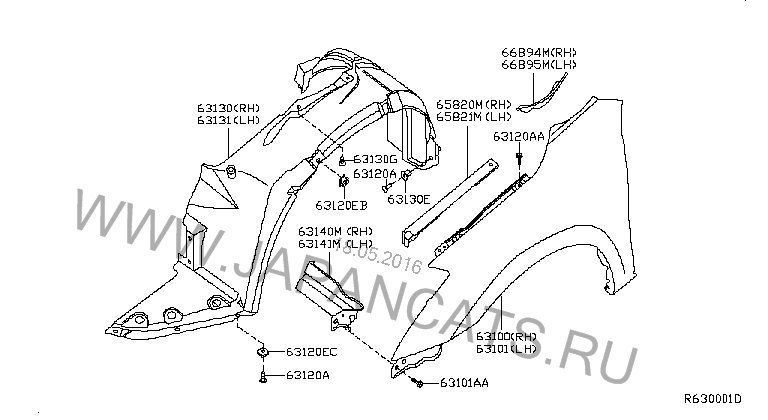 66B94M(RH)
66B95M(LH)
65820M(RH)
65821M(LH)
63130(RH)
63131(LH)
63120AA
63130G
63120A
63130E
63120EB
63140M (RH)
63141M (LH)
18.05.2016
WWW.JAPANCATS.RU
63100(RH)
63101(LH)
63120EC
63120A
63101AA
R630001D